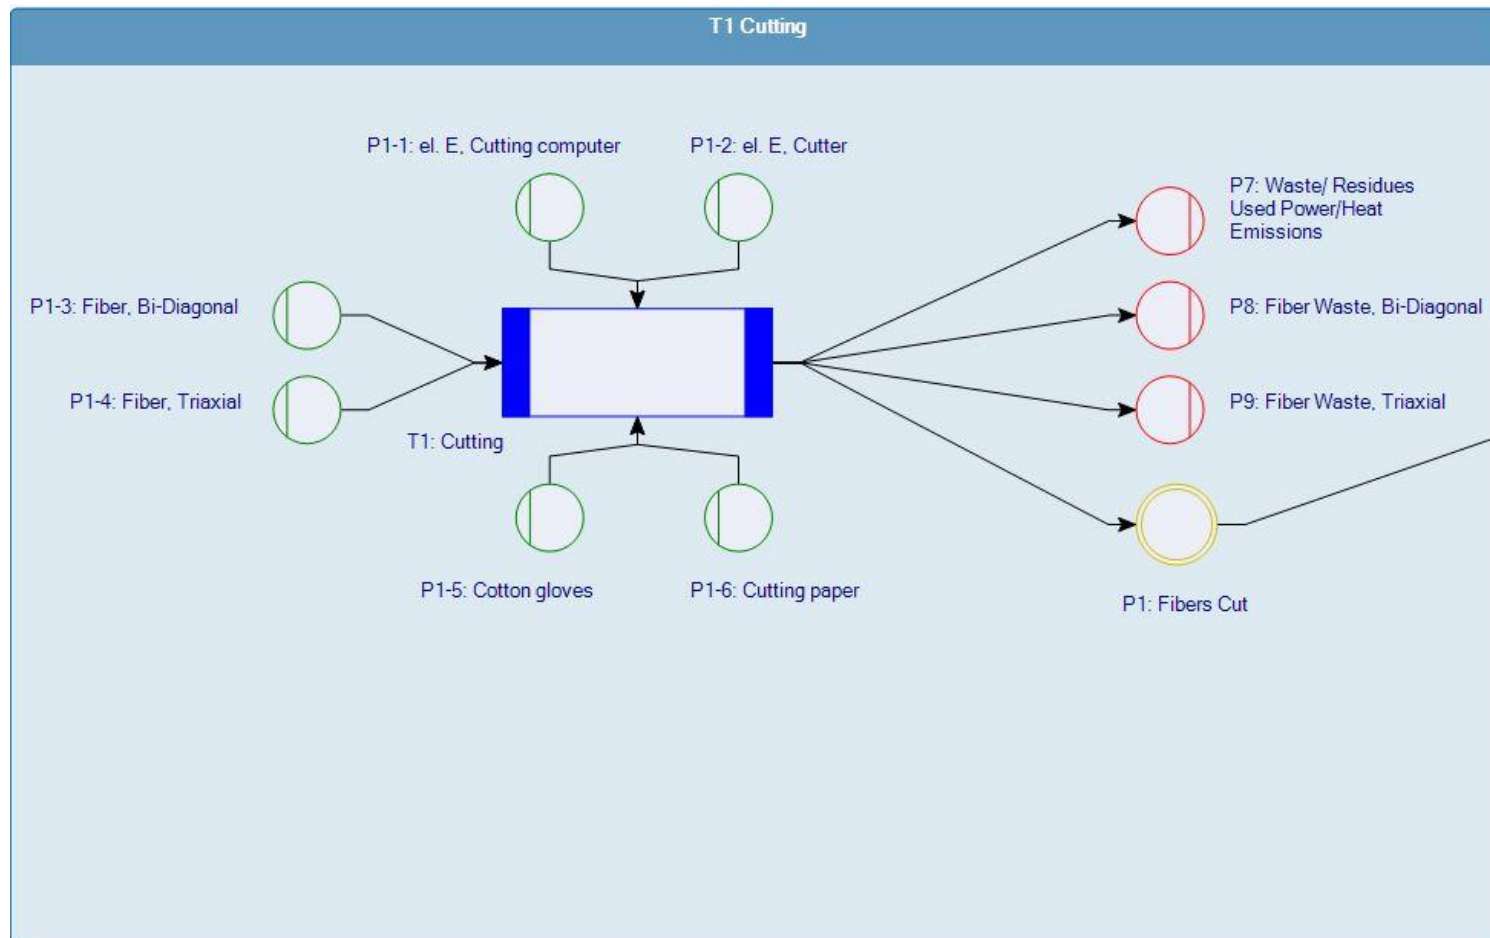 T1 Cutting
P1-1: el. E, Cutting computer
P1-2: el. E, Cutter
P7: Waste/ Residues
Used Power/Heat
Emissions
P1-3: Fiber, Bi-Diagonal
P8: Fiber Waste, Bi-Diagonal
P1-4: Fiber, Triaxial
P9: Fiber Waste, Triaxial
T1: Cutting
P1-5: Cotton gloves
P1-6: Cutting paper
P1: Fibers Cut